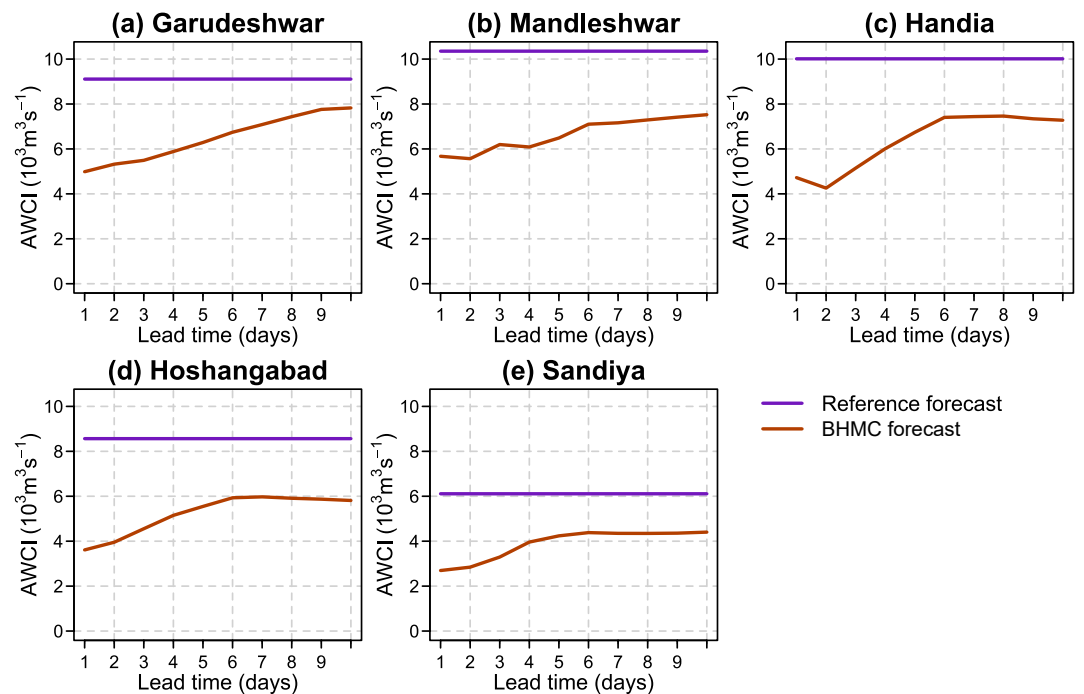 (a) Garudeshwar
AWCI (10³m³s⁻¹)
10
8
6
4
2
0
1 2 3 4 5 6 7 8 9
Lead time (days)
(b) Mandleshwar
AWCI (10³m³s⁻¹)
10
8
6
4
2
0
1 2 3 4 5 6 7 8 9
Lead time (days)
(c) Handia
AWCI (10³m³s⁻¹)
10
8
6
4
2
0
1 2 3 4 5 6 7 8 9
Lead time (days)
(d) Hoshangabad
AWCI (10³m³s⁻¹)
10
8
6
4
2
0
1 2 3 4 5 6 7 8 9
Lead time (days)
(e) Sandiya
AWCI (10³m³s⁻¹)
10
8
6
4
2
0
1 2 3 4 5 6 7 8 9
Lead time (days)
Reference forecast
BHMC forecast